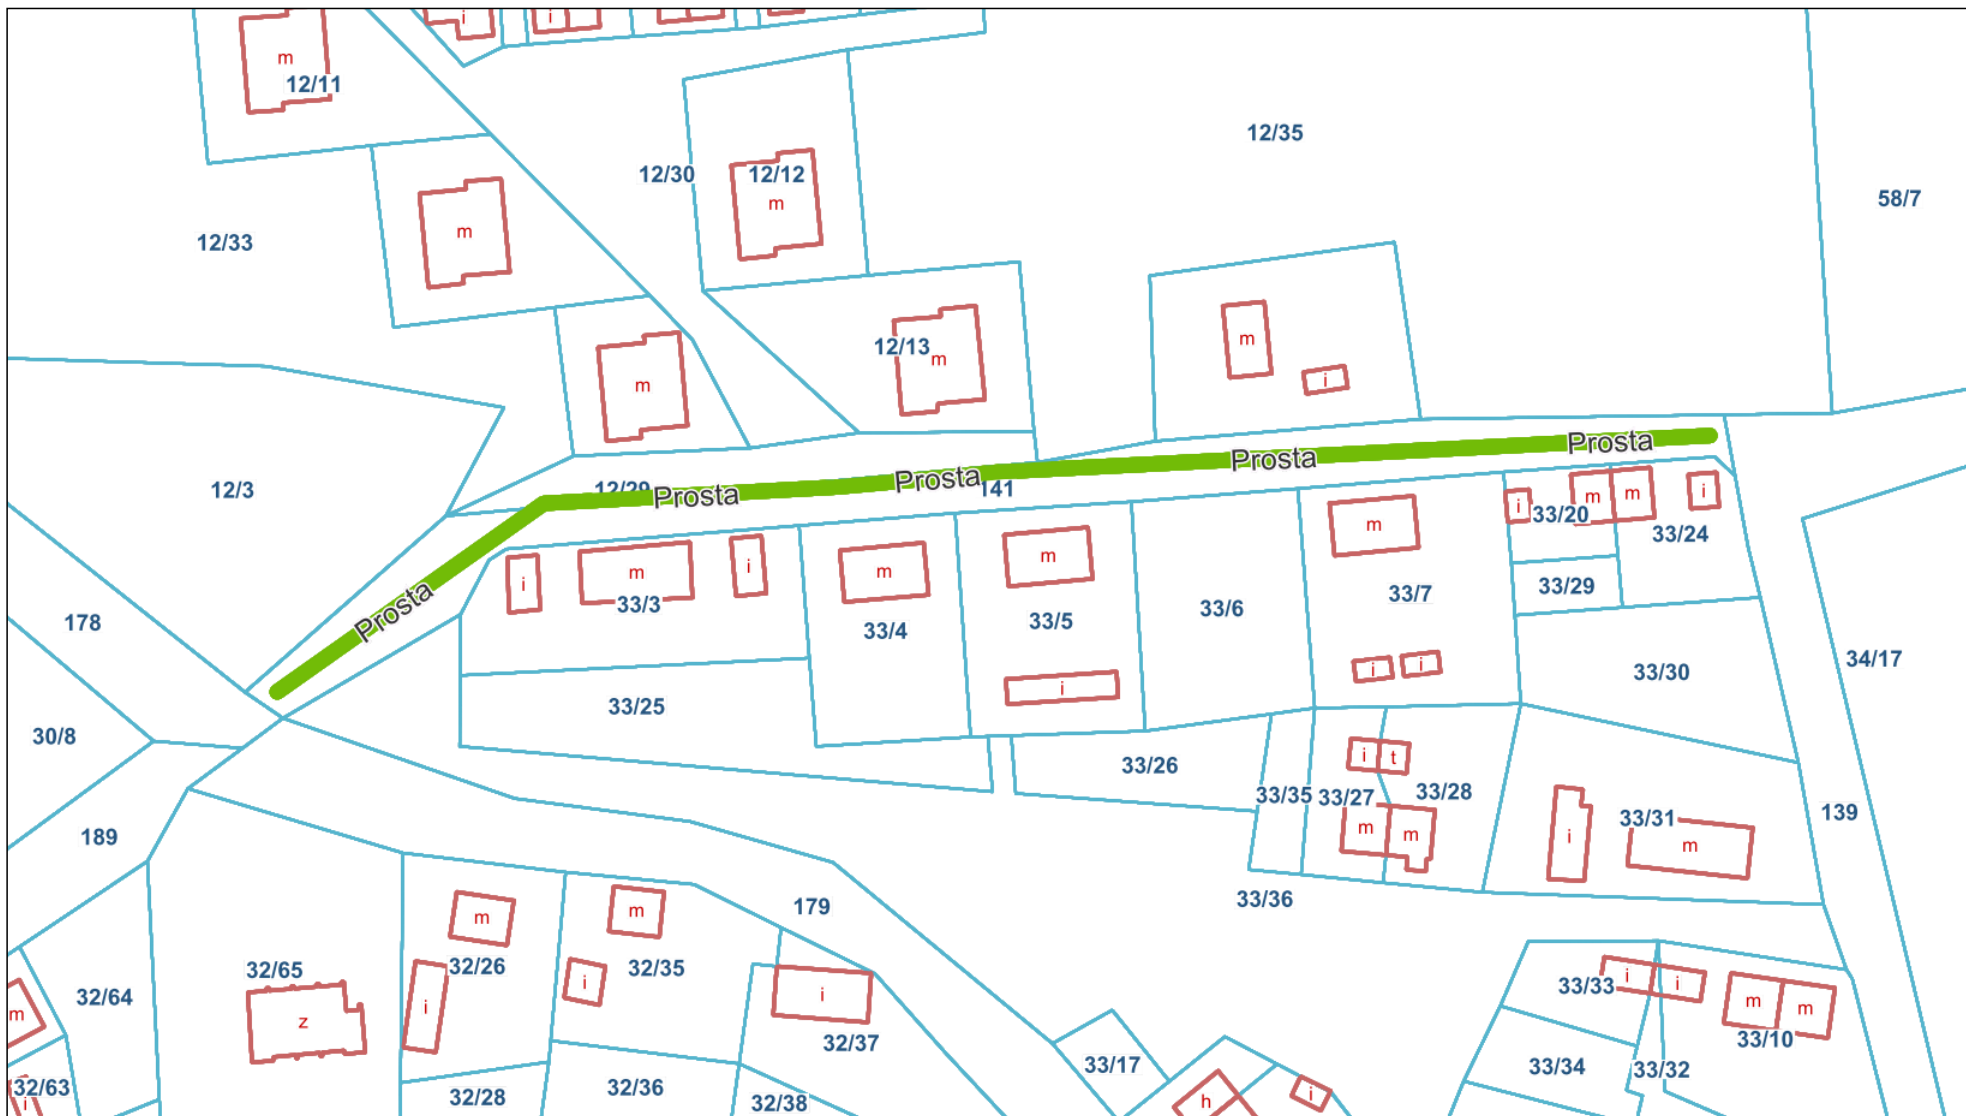 i
i
m
12/11
12/35
12/30
12/12
m
58/7
m
12/33
m
12/13
m
i
m
Prosta
Prosta
Prosta
Prosta
12/3
12/29
141
m
m
i
i
33/20
33/24
m
m
i
m
i
m
33/29
33/3
33/7
33/6
Prosta
33/5
178
33/4
34/17
i
i
33/30
i
33/25
30/8
i
t
33/26
33/28
33/35
33/27
139
33/31
m
m
i
m
189
33/36
179
m
m
32/26
32/35
32/65
i
i
33/33
i
i
32/64
i
m
m
m
z
33/10
32/37
33/17
33/34
33/32
32/63
32/28
32/36
i
h
i
32/38